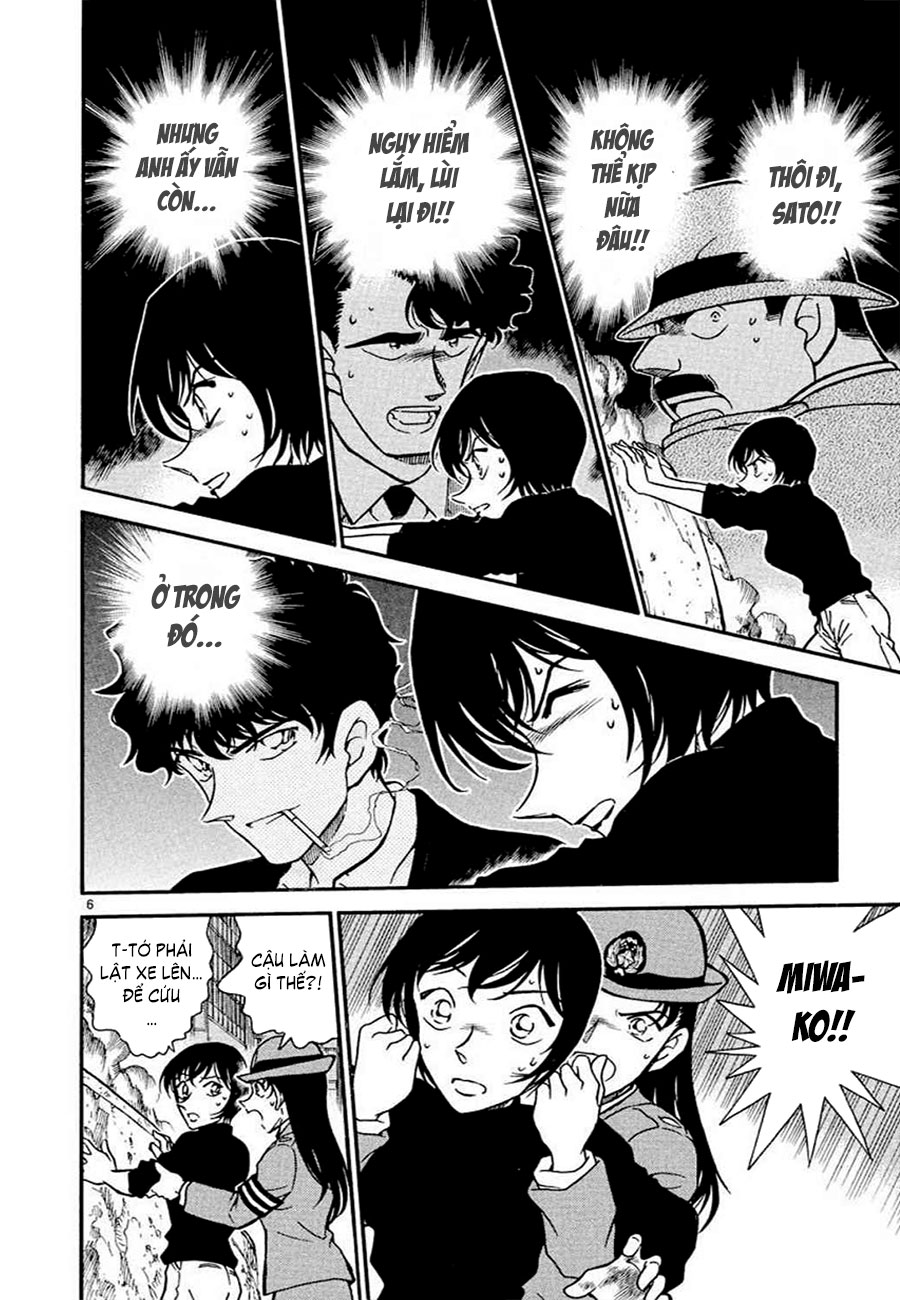 THÔI ĐI,
SATO!!
KHÔNG
THỂ KỊP
NỮA
ĐÂU!!
NGUY HIỂM
LẮM, LÙI
LẠI ĐI!!
NHƯNG
ANH ẤY VẪN
CÒN...
Ở TRONG
ĐÓ...
6
MIWA-
KO!!
CẬU LÀM
GÌ THẾ?!
T-TỚ PHẢI
LẬT XE LÊN...
ĐỂ CỨU
...